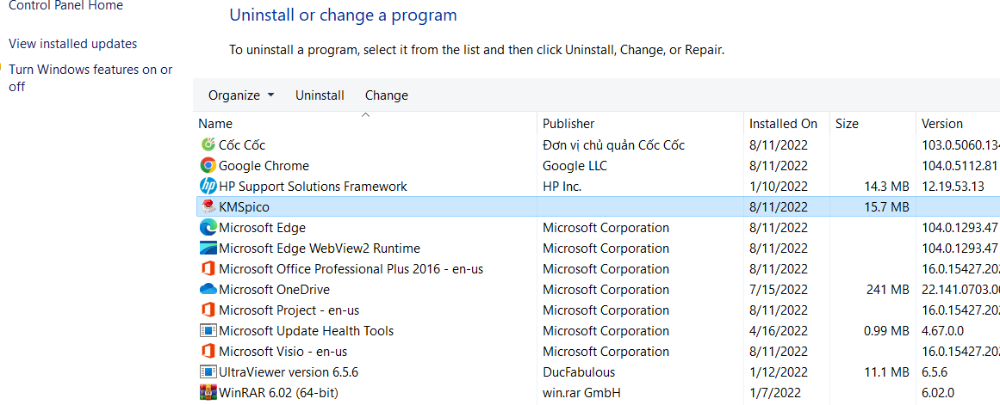 Control Panel Home
View installed updates
Turn Windows features on or
off
Uninstall or change a program
To uninstall a program, select it from the list and then click Uninstall, Change, or Repair.
Organize Uninstall Change
Name Publisher Installed On Size Version
Cốc Cốc Đơn vị chủ quản Cốc Cốc 8/11/2022 103.0.5060.134
Google Chrome Google LLC 8/11/2022 104.0.5112.81
hp HP Support Solutions Framework HP Inc. 1/10/2022 14.3 MB 12.19.53.13
KMSpico 8/11/2022 15.7 MB
Microsoft Edge Microsoft Corporation 8/11/2022 104.0.1293.47
Microsoft Edge WebView2 Runtime Microsoft Corporation 8/11/2022 104.0.1293.47
Microsoft Office Professional Plus 2016 - en-us Microsoft Corporation 8/11/2022 16.0.15427.202
Microsoft OneDrive Microsoft Corporation 7/15/2022 241 MB 22.141.0703.00
Microsoft Project - en-us Microsoft Corporation 8/11/2022 16.0.15427.202
Microsoft Update Health Tools Microsoft Corporation 4/16/2022 0.99 MB 4.67.0.0
Microsoft Visio - en-us Microsoft Corporation 8/11/2022 16.0.15427.202
UltraViewer version 6.5.6 DucFabulous 1/12/2022 11.1 MB 6.5.6
WinRAR 6.02 (64-bit) win.rar GmbH 1/7/2022 6.02.0